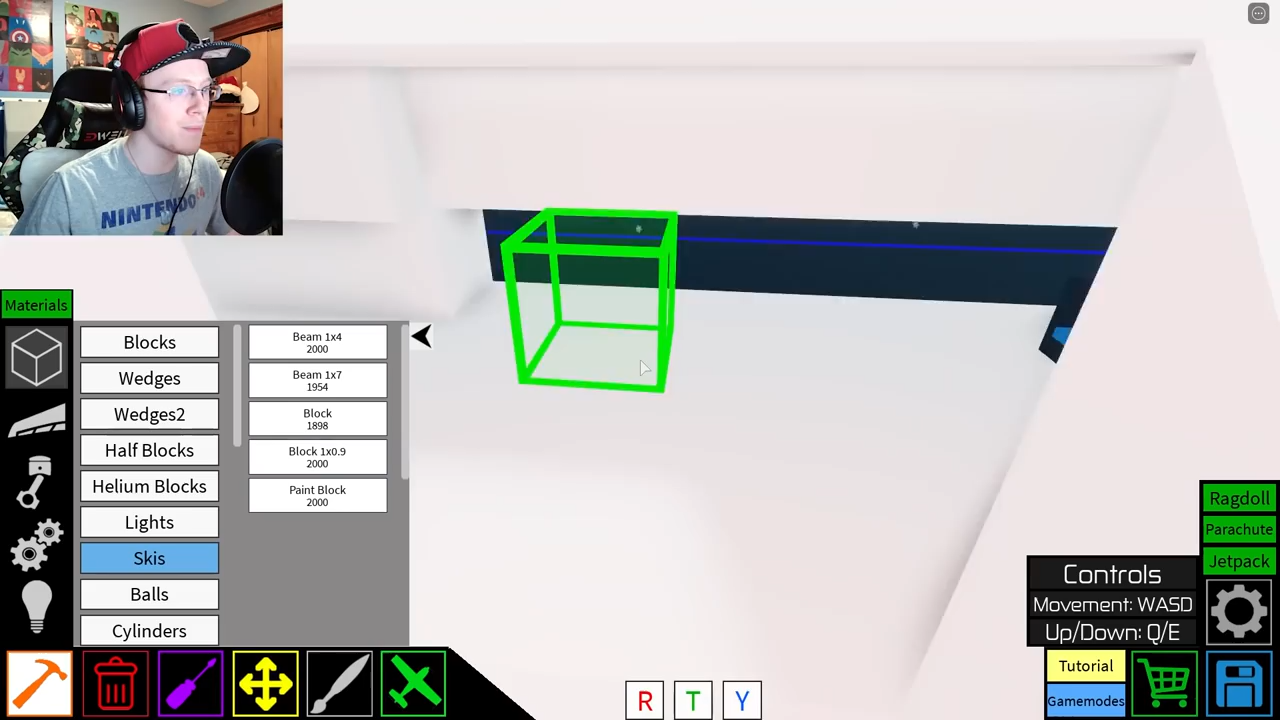 DWEI
NINTENDO
Materials
Blocks
Wedges
Wedges2
Half Blocks
Helium Blocks
Lights
Skis
Balls
Cylinders
Beam 1x4
2000
Beam 1x7
1954
Block
1898
Block 1x0.9
2000
Paint Block
2000
Ragdoll
Parachute
Jetpack
Controls
Movement: WASD
Up/Down: Q/E
Tutorial
Gamemodes
R T Y